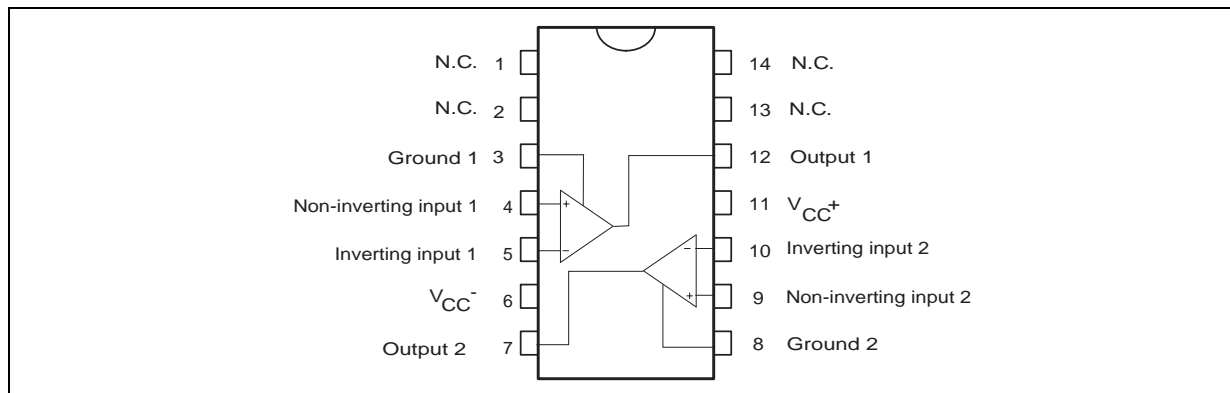 N.C. 1
N.C. 2
Ground 1 3
Non-inverting input 1 4
Inverting input 1 5
VCC- 6
Output 2 7
14 N.C.
13 N.C.
12 Output 1
11 VCC+
10 Inverting input 2
9 Non-inverting input 2
8 Ground 2
+
-
-
+